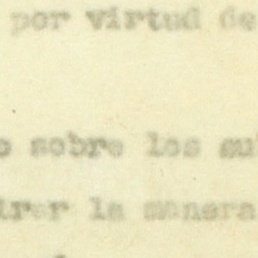 por virtud de
sobre los
la manera